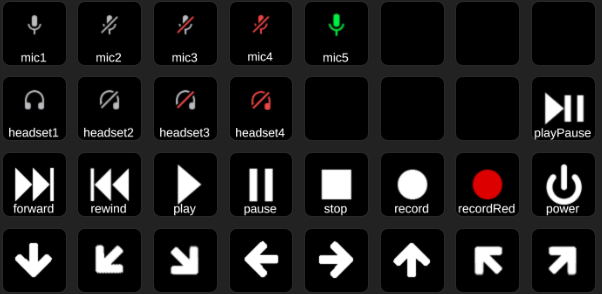 mic1
mic2
mic3
mic4
mic5
headset1
headset2
headset3
headset4
playPause
forward
rewind
play
pause
stop
record
recordRed
power